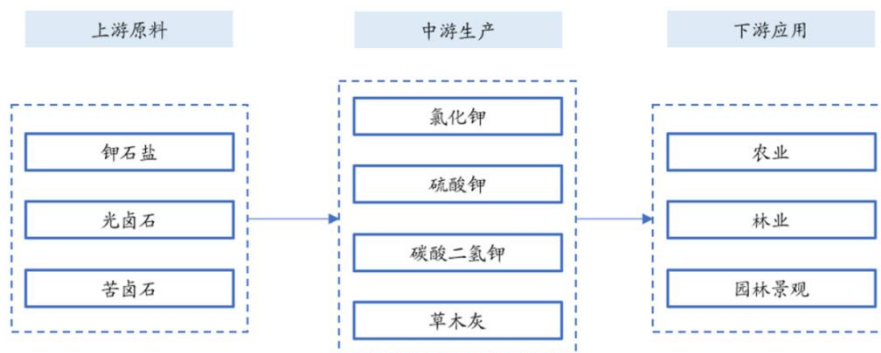 上游原料
中游生产
下游应用
钾石盐
光卤石
苦卤石
氯化钾
硫酸钾
碳酸二氢钾
草木灰
农业
林业
园林景观